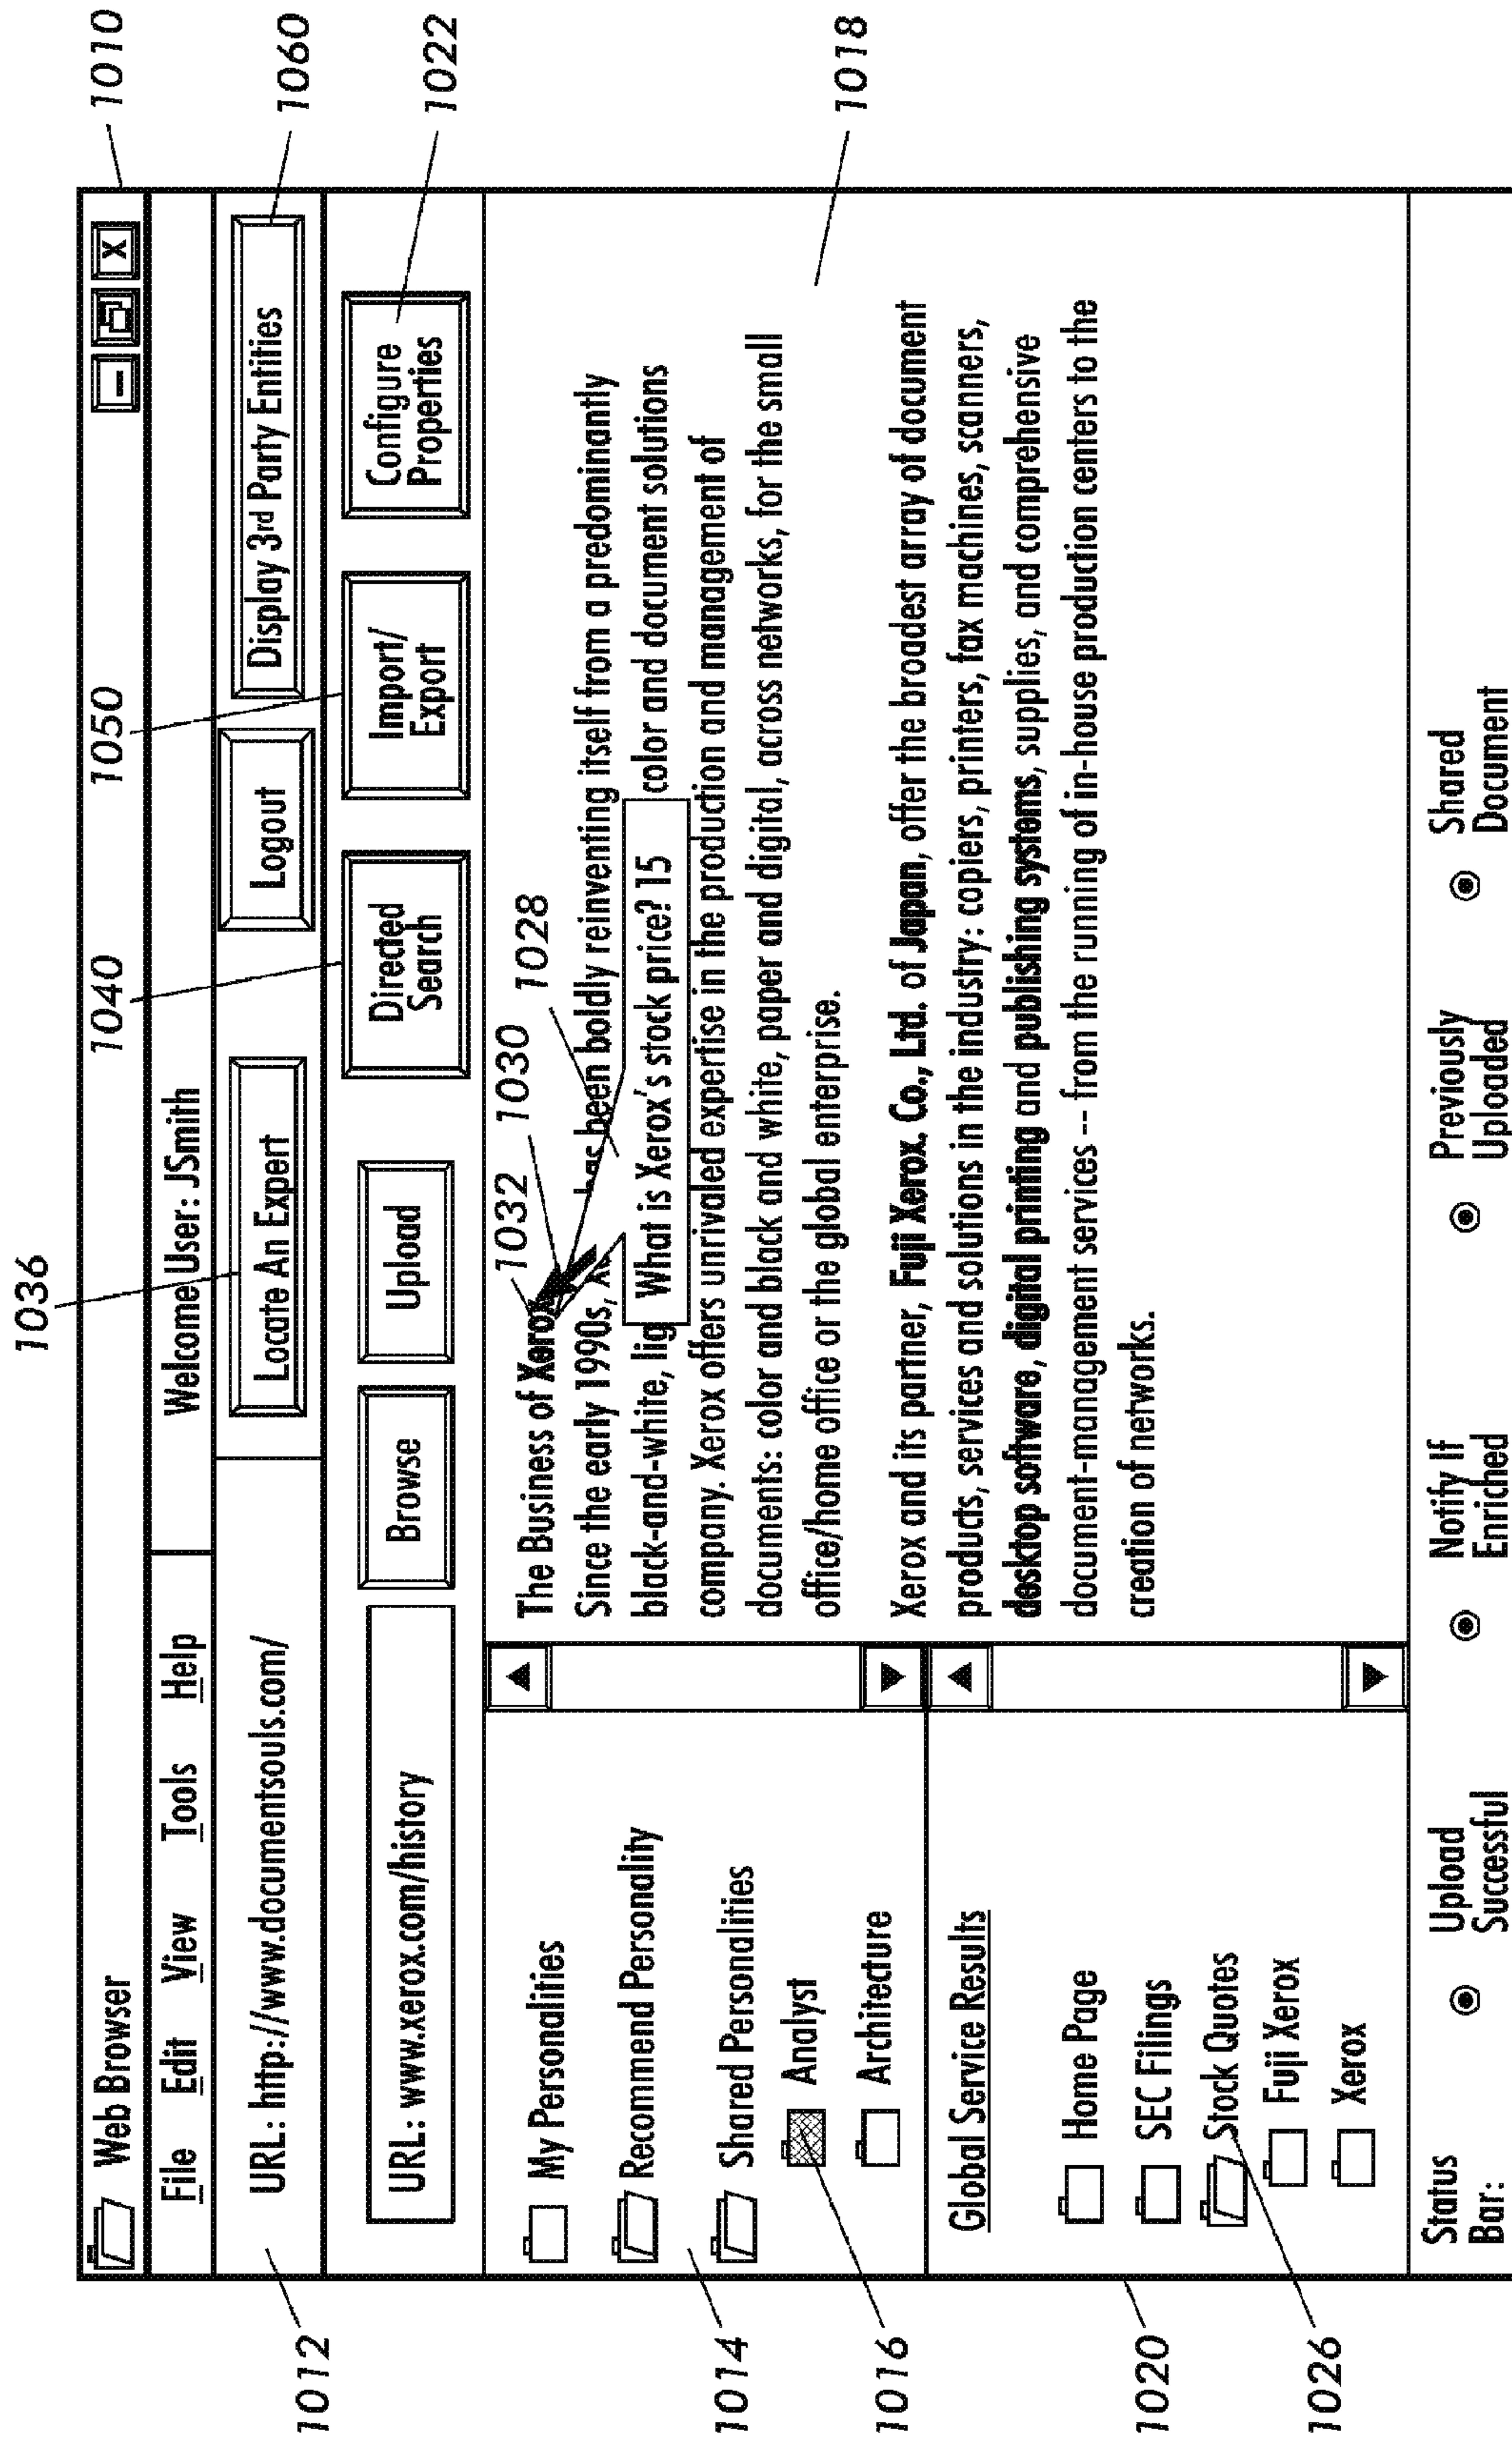 1036
1040
1050
1010
1060
1022
Web Browser
File Edit View Tools Help
Welcome User: JSmith
URL: http://www.documentsouls.com/
Locate An Expert
Logout
Display 3rd Party Entities
URL: www.xerox.com/history
Browse
Upload
Directed
Search
Import/
Export
Configure
Properties
1012
1014
1016
1020
1026
My Personalities
Recommend Personality
Shared Personalities
Analyst
Architecture
Global Service Results
Home Page
SEC Filings
Stock Quotes
Fuji Xerox
Xerox
1032
1030
1028
1018
The Business of Xerox
Since the early 1990s, has been boldly reinventing itself from a predominantly
black-and-white, lig color and document solutions
What is Xerox's stock price? 15
company. Xerox offers unrivaled expertise in the production and management of
documents: color and black and white, paper and digital, across networks, for the small
office/home office or the global enterprise.
Xerox and its partner, Fuji Xerox. Co., Ltd. of Japan, offer the broadest array of document
products, services and solutions in the industry: copiers, printers, fax machines, scanners,
desktop software, digital printing and publishing systems, supplies, and comprehensive
document-management services -- from the running of in-house production centers to the
creation of networks.
Status
Bar:
Upload
Successful
Notify If
Enriched
Previously
Uploaded
Shared
Document